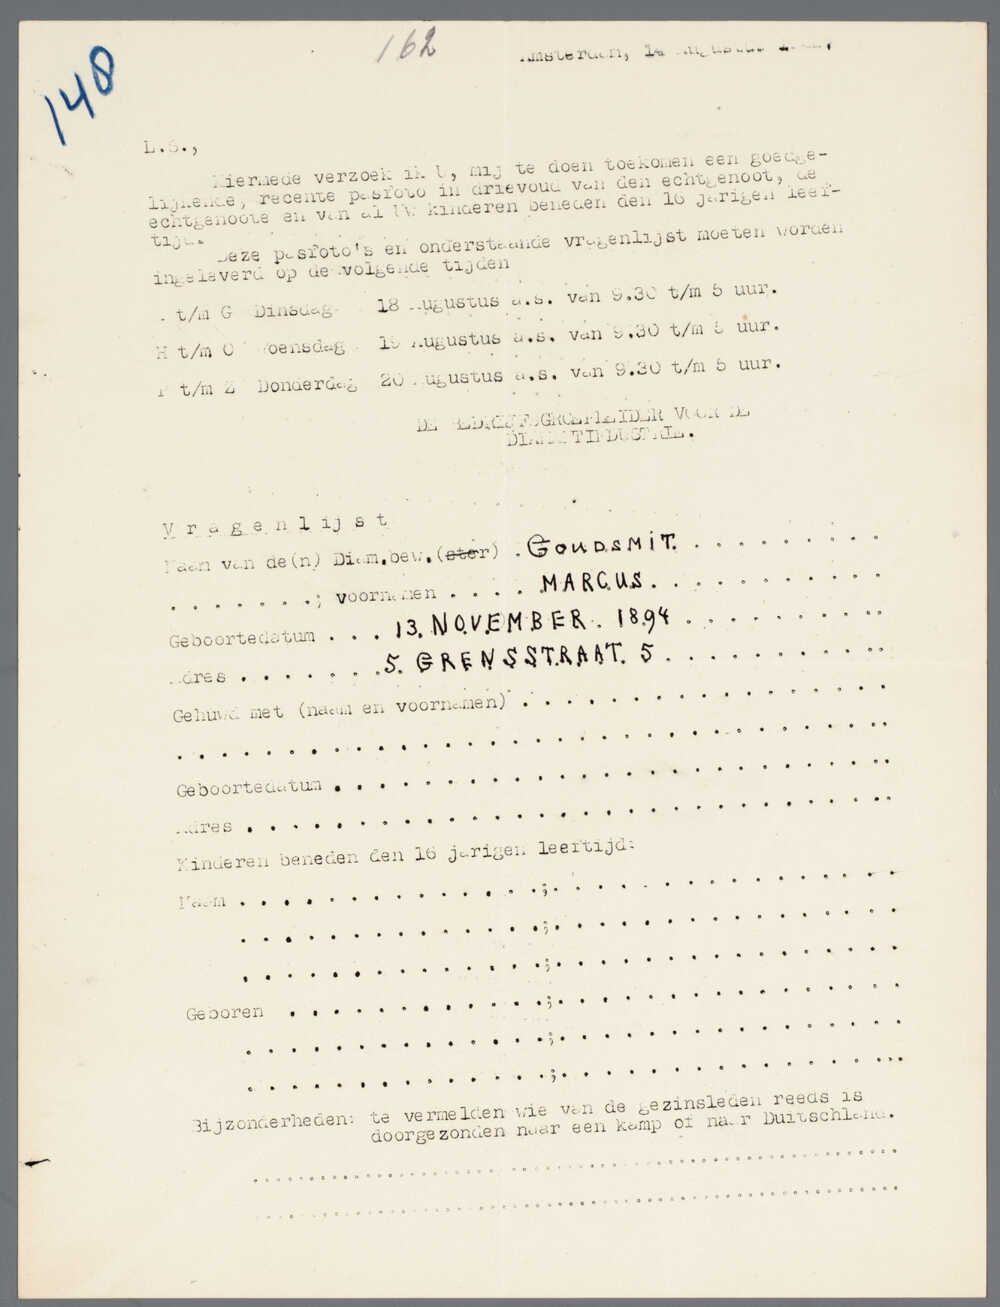 162
148
Amsterdam, 14 Augustus
L.S.,
Hiermede verzoek ik U, mij te doen toekomen een goedge-
lijkende, recente pasfoto in drievoud van den echtgenoot, de
echtgenoote en van al Uw kinderen beneden den 16 jarigen leef-
tijd.
Deze pasfoto's en onderstaande vragenlijst moeten worden
ingeleverd op de volgende tijden
t/m G Dinsdag 18 Augustus a.s. van 9.30 t/m 5 uur.
H t/m O Woensdag 19 Augustus a.s. van 9.30 t/m 5 uur.
P t/m Z Donderdag 20 Augustus a.s. van 9.30 t/m 5 uur.
DE BEDRIJFSGROEPLEIDER VOOR DE
DIAMANTINDUSTRIE.
Vragenlijst
Naam van de(n) Diam.bew.(ster) . GOUDSMIT. . . . . . . . . .
. . . . . . . .; voornamen . . . . MARCUS. . . . . . . . . . .
Geboortedatum . . . 13. NOVEMBER. 1894 . . . . . . . . .
Adres . . . . . . . 5. GRENSSTRAAT. 5 . . . . . . . . . .
Gehuwd met (naam en voornamen) . . . . . . . . . . . . . . .
. . . . . . . . . . . . . . . . . . . . . . . . . . . . . .
Geboortedatum . . . . . . . . . . . . . . . . . . . . . . .
Adres . . . . . . . . . . . . . . . . . . . . . . . . . . .
Kinderen beneden den 16 jarigen leeftijd:
Naam . . . . . . . . . . . . . .;. . . . . . . . . . . . . .
. . . . . . . . . . . . . .;. . . . . . . . . . . . . .
. . . . . . . . . . . . . .;. . . . . . . . . . . . . .
Geboren . . . . . . . . . . . .;. . . . . . . . . . . . . .
. . . . . . . . . . . . . .;. . . . . . . . . . . . . .
. . . . . . . . . . . . . .;. . . . . . . . . . . . . .
Bijzonderheden: te vermelden wie van de gezinsleden reeds is
doorgezonden naar een kamp of naar Duitschland.
............................................................
............................................................